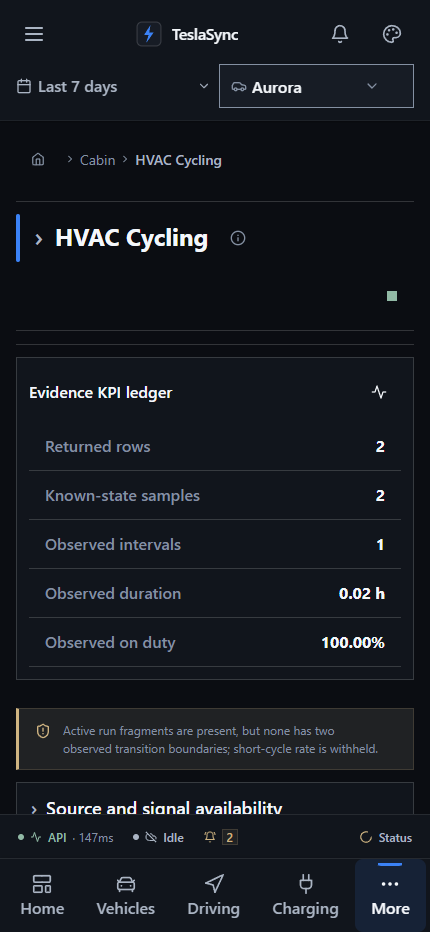 TeslaSync
Last 7 days
Aurora
Cabin
HVAC Cycling
HVAC Cycling
Evidence KPI ledger
Returned rows 2
Known-state samples 2
Observed intervals 1
Observed duration 0.02 h
Observed on duty 100.00%
Active run fragments are present, but none has two
observed transition boundaries; short-cycle rate is withheld.
Source and signal availability
API · 147ms Idle 2 Status
Home Vehicles Driving Charging More